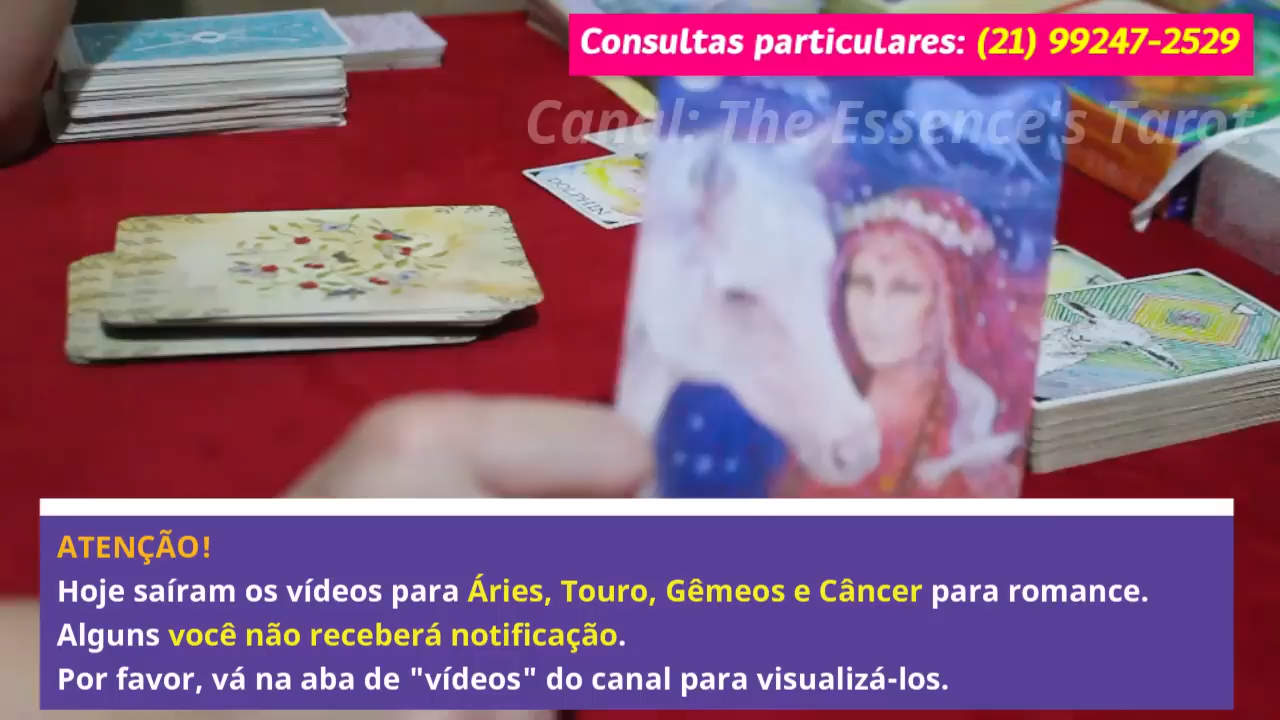 Consultas particulares: (21) 99247-2529
Canal: The Essence's Tarot
DOLPHIN
ATENÇÃO!
Hoje saíram os vídeos para Áries, Touro, Gêmeos e Câncer para romance.
Alguns você não receberá notificação.
Por favor, vá na aba de "vídeos" do canal para visualizá-los.